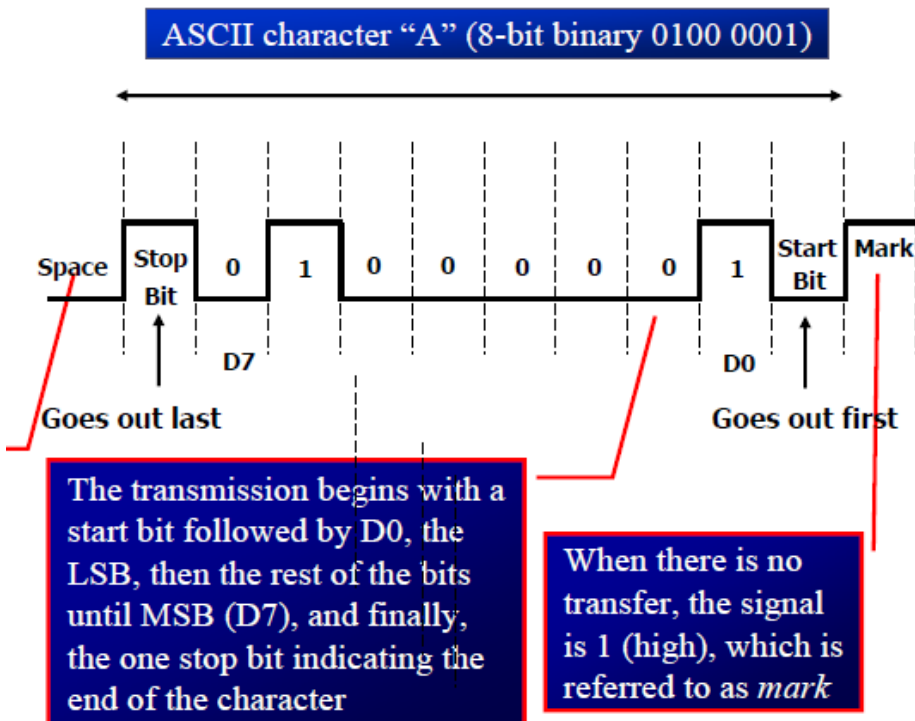 ASCII character “A” (8-bit binary 0100 0001)
Space Stop Bit 0 1 0 0 0 0 0 1 Start Bit Mark
D7 D0
Goes out last Goes out first
The transmission begins with a
start bit followed by D0, the
LSB, then the rest of the bits
until MSB (D7), and finally,
the one stop bit indicating the
end of the character
When there is no
transfer, the signal
is 1 (high), which is
referred to as mark